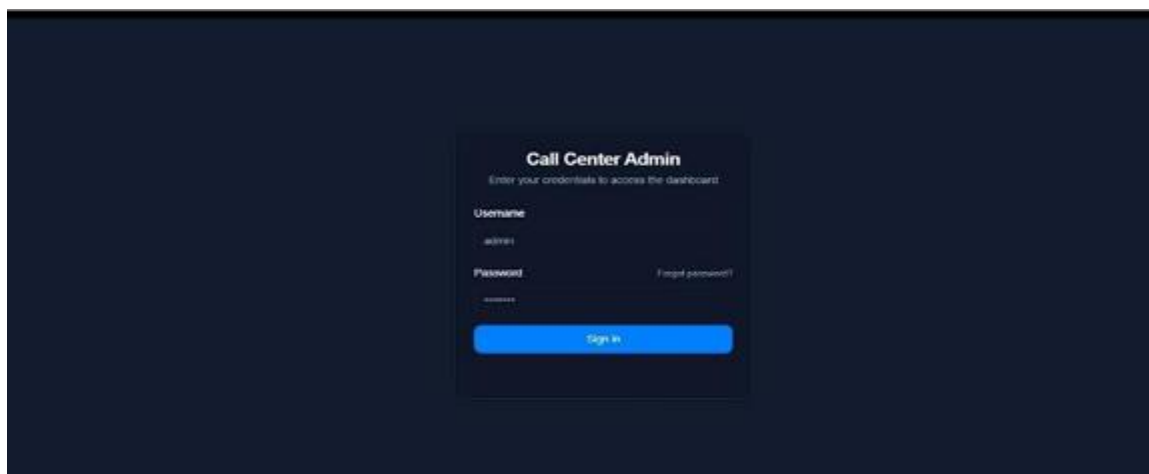 Call Center Admin
Enter your credentials to access the dashboard
Username
admin
Password Forgot password?
••••••••
Sign in